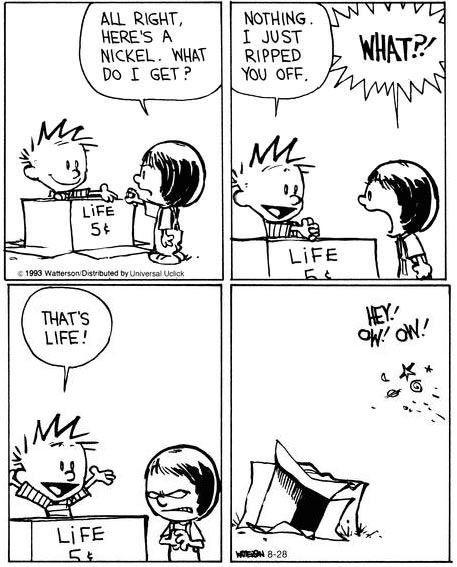 ALL RIGHT,
HERE'S A
NICKEL. WHAT
DO I GET?
LiFE
5¢
© 1993 Watterson/Distributed by Universal Uclick
NOTHING.
I JUST
RIPPED
YOU OFF.
WHAT?!
LiFE
5¢
THAT'S
LIFE!
LiFE
5¢
HEY!
OW! OW!
WATTERSON 8-28